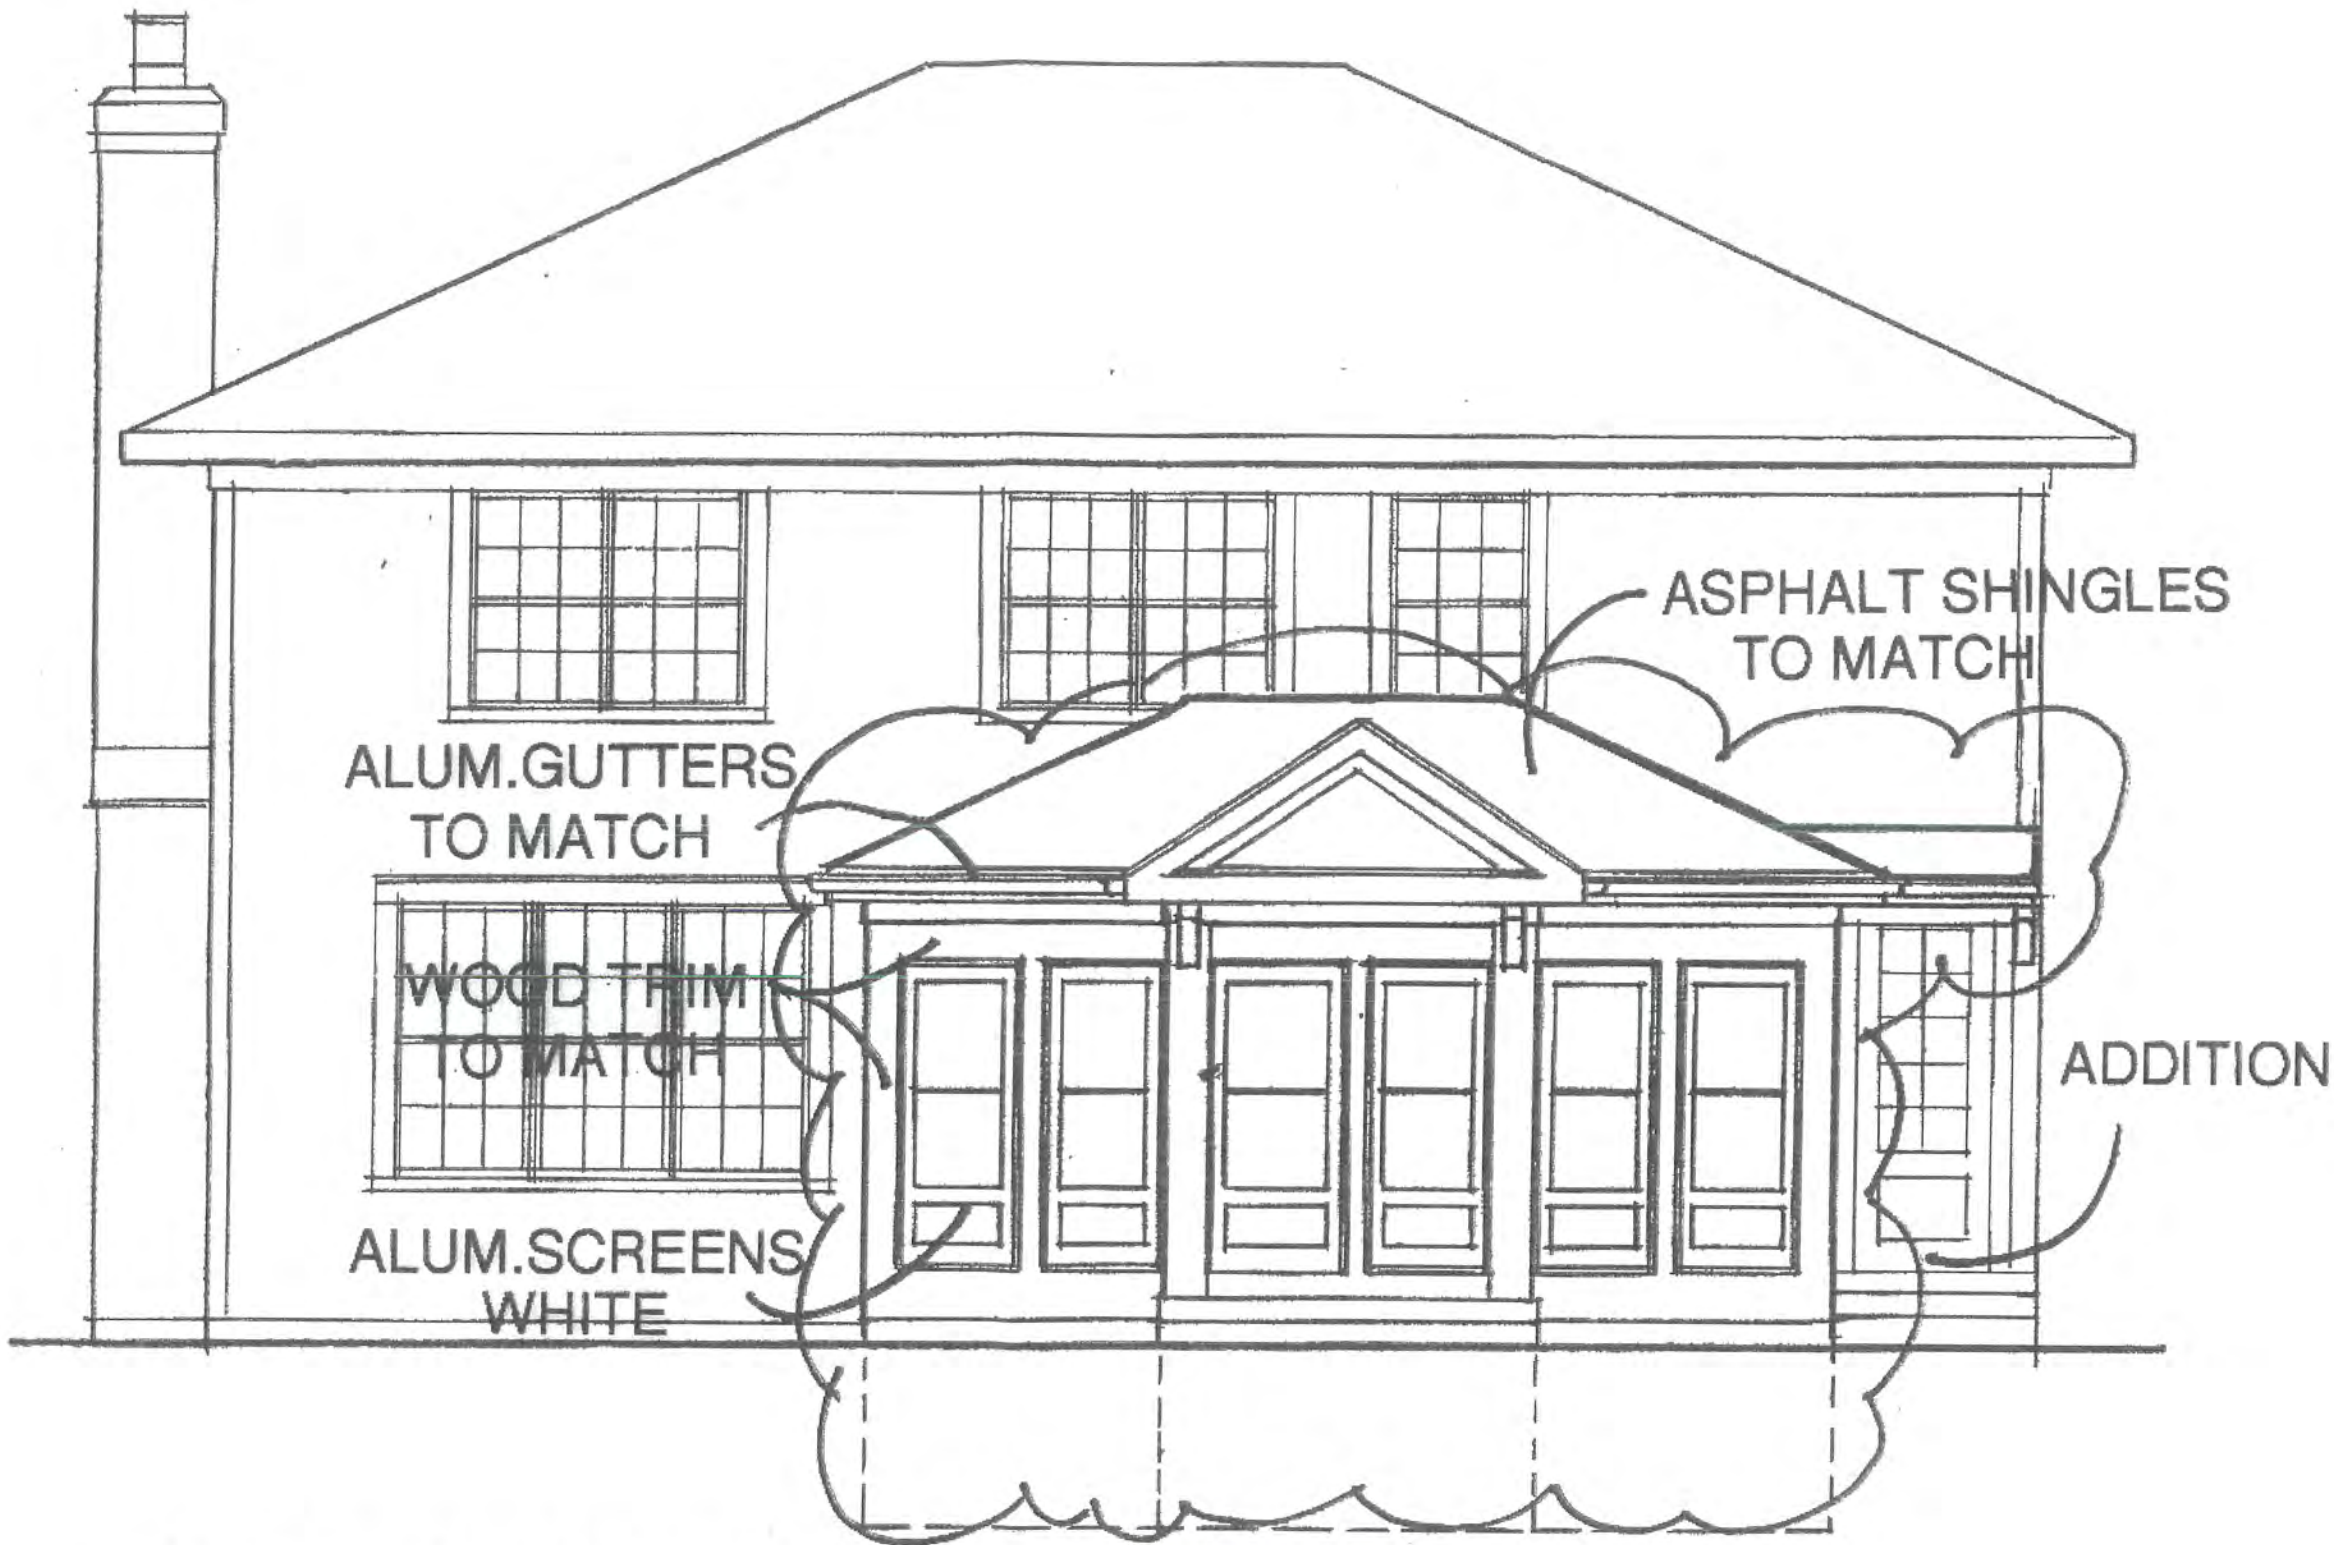 ASPHALT SHINGLES
TO MATCH
ALUM.GUTTERS
TO MATCH
WOOD TRIM
TO MATCH
ADDITION
ALUM.SCREENS
WHITE